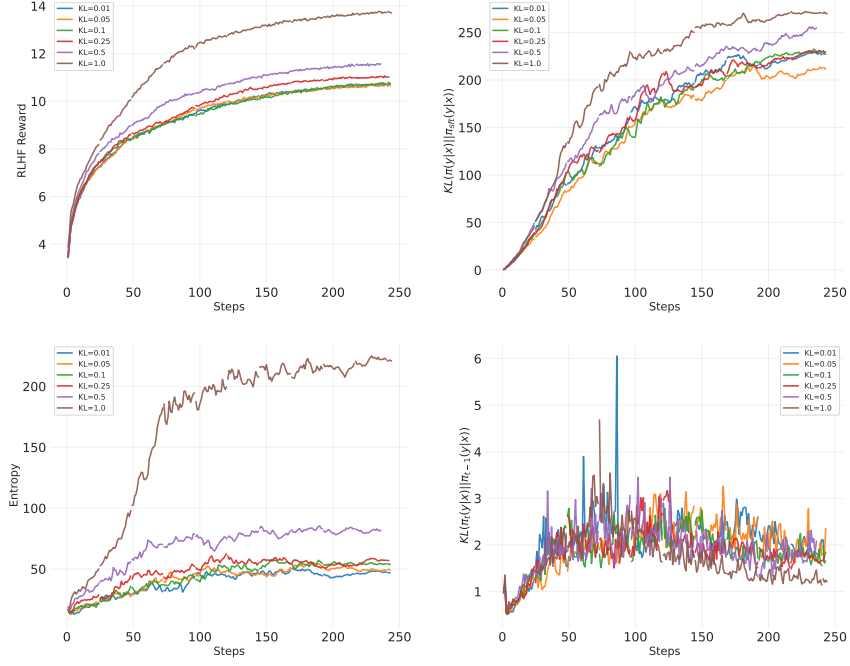 14
12
10
8
6
4
RLHF Reward
0 50 100 150 200 250
Steps
KL=0.01
KL=0.05
KL=0.1
KL=0.25
KL=0.5
KL=1.0
250
200
150
100
50
0
KL(π(y|x)||π_sft(y|x))
0 50 100 150 200 250
Steps
KL=0.01
KL=0.05
KL=0.1
KL=0.25
KL=0.5
KL=1.0
200
150
100
50
Entropy
0 50 100 150 200 250
Steps
KL=0.01
KL=0.05
KL=0.1
KL=0.25
KL=0.5
KL=1.0
6
5
4
3
2
1
KL(π_t(y|x)||π_{t−1}(y|x))
0 50 100 150 200 250
Steps
KL=0.01
KL=0.05
KL=0.1
KL=0.25
KL=0.5
KL=1.0